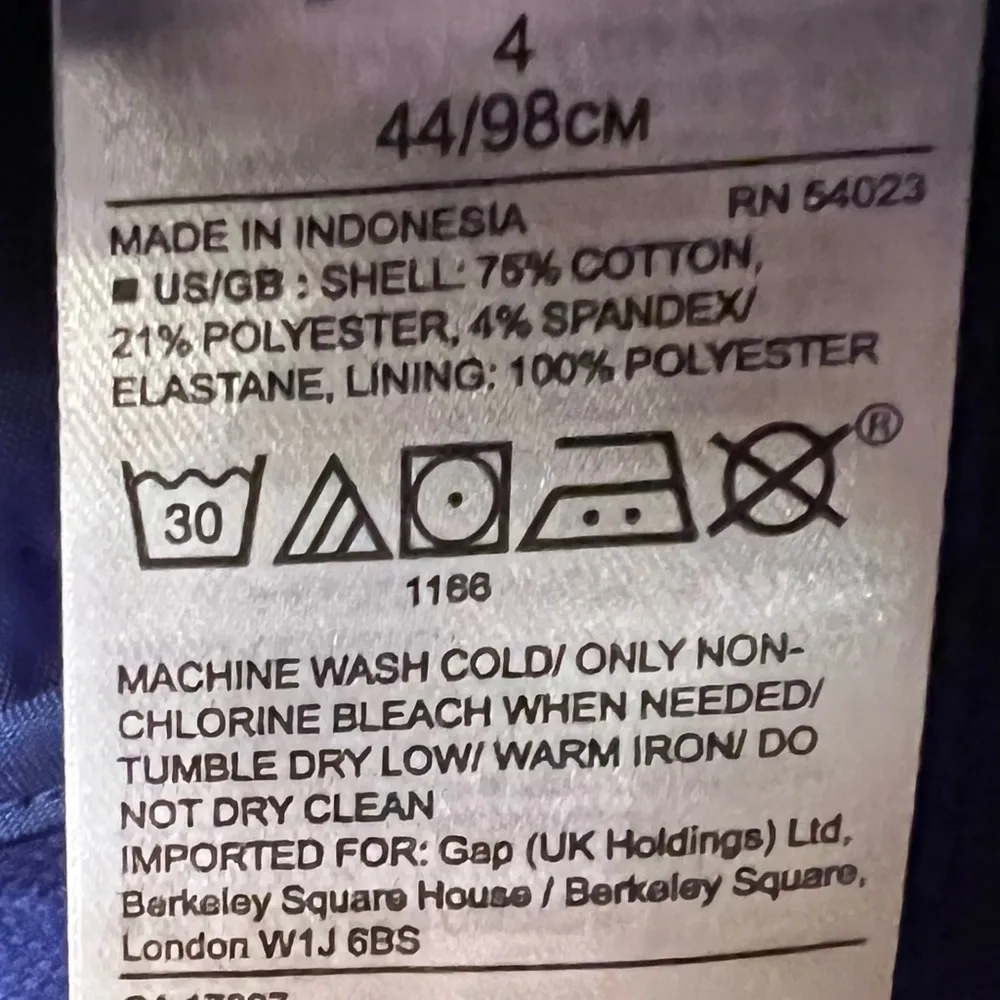 4
44/98CM
RN 54023
MADE IN INDONESIA
US/GB : SHELL: 75% COTTON,
21% POLYESTER, 4% SPANDEX/
ELASTANE, LINING: 100% POLYESTER
30
®
1166
MACHINE WASH COLD/ ONLY NON-
CHLORINE BLEACH WHEN NEEDED/
TUMBLE DRY LOW/ WARM IRON/ DO
NOT DRY CLEAN
IMPORTED FOR: Gap (UK Holdings) Ltd,
Berkeley Square House / Berkeley Square,
London W1J 6BS